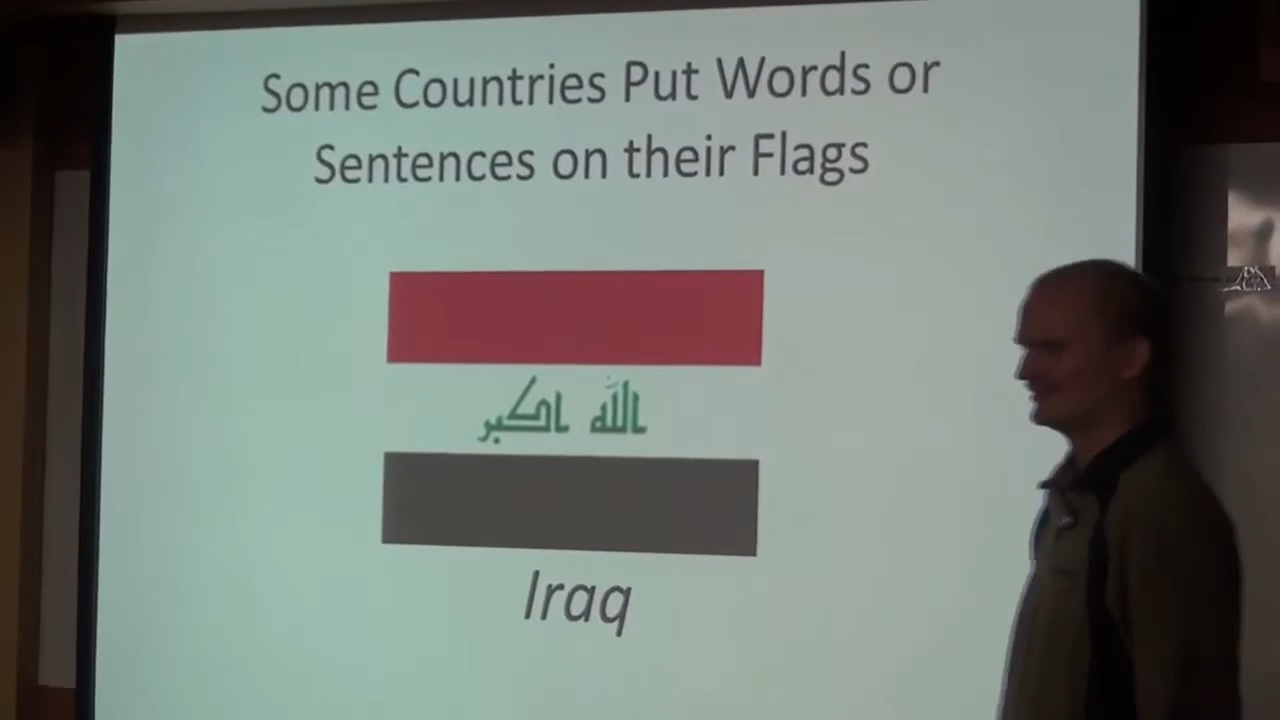 Some Countries Put Words or
Sentences on their Flags
الله اكبر
Iraq